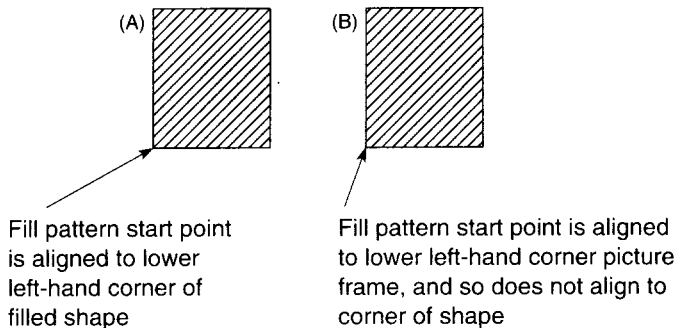 (A)
(B)
Fill pattern start point
is aligned to lower
left-hand corner of
filled shape
Fill pattern start point is aligned
to lower left-hand corner picture
frame, and so does not align to
corner of shape